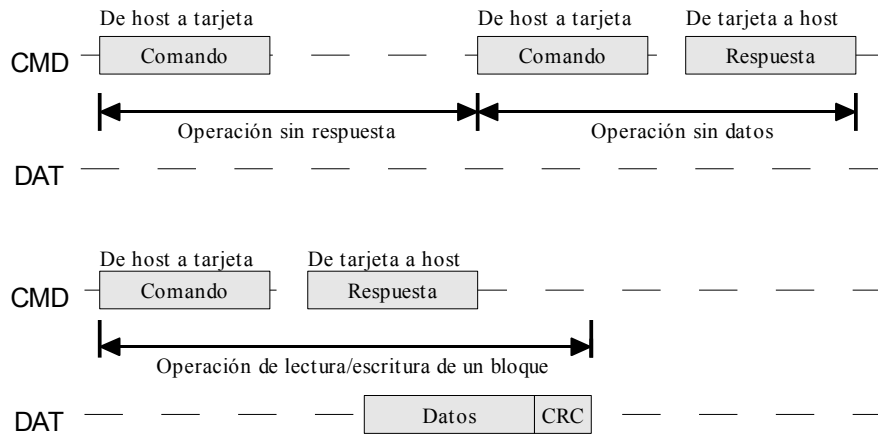 De host a tarjeta De host a tarjeta De tarjeta a host
CMD Comando Comando Respuesta
Operación sin respuesta Operación sin datos
DAT
De host a tarjeta De tarjeta a host
CMD Comando Respuesta
Operación de lectura/escritura de un bloque
DAT Datos CRC